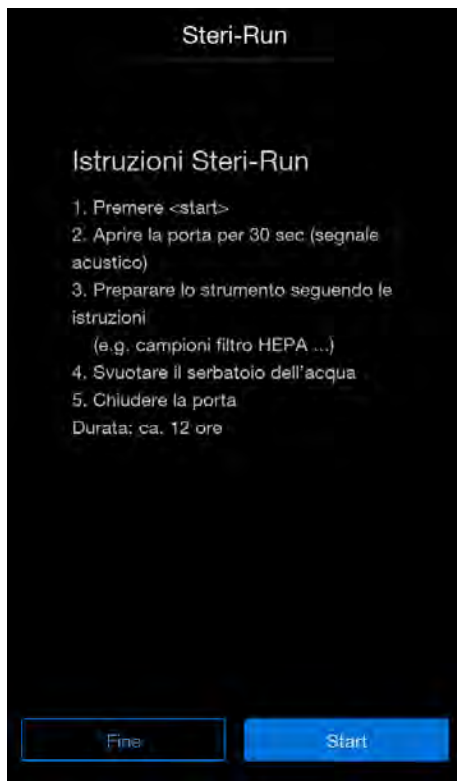 Steri-Run
Istruzioni Steri-Run
1. Premere <start>
2. Aprire la porta per 30 sec (segnale
acustico)
3. Preparare lo strumento seguendo le
istruzioni
(e.g. campioni filtro HEPA ...)
4. Svuotare il serbatoio dell'acqua
5. Chiudere la porta
Durata: ca. 12 ore
Fine
Start